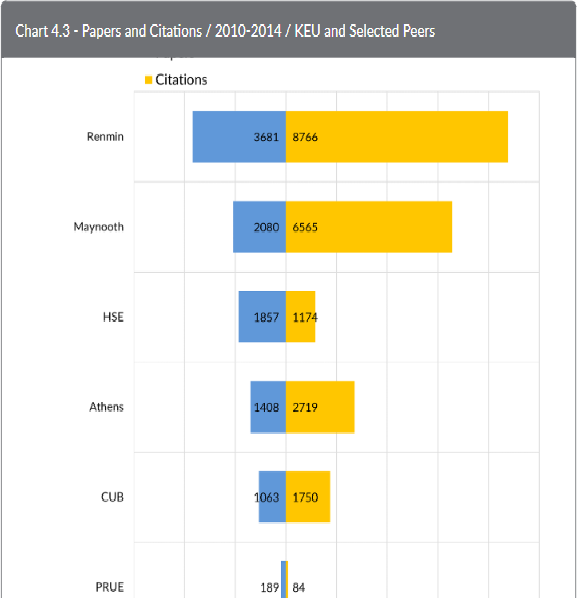 Chart 4.3 - Papers and Citations / 2010-2014 / KEU and Selected Peers
Citations
Renmin 3681 8766
Maynooth 2080 6565
HSE 1857 1174
Athens 1408 2719
CUB 1063 1750
PRUE 189 84